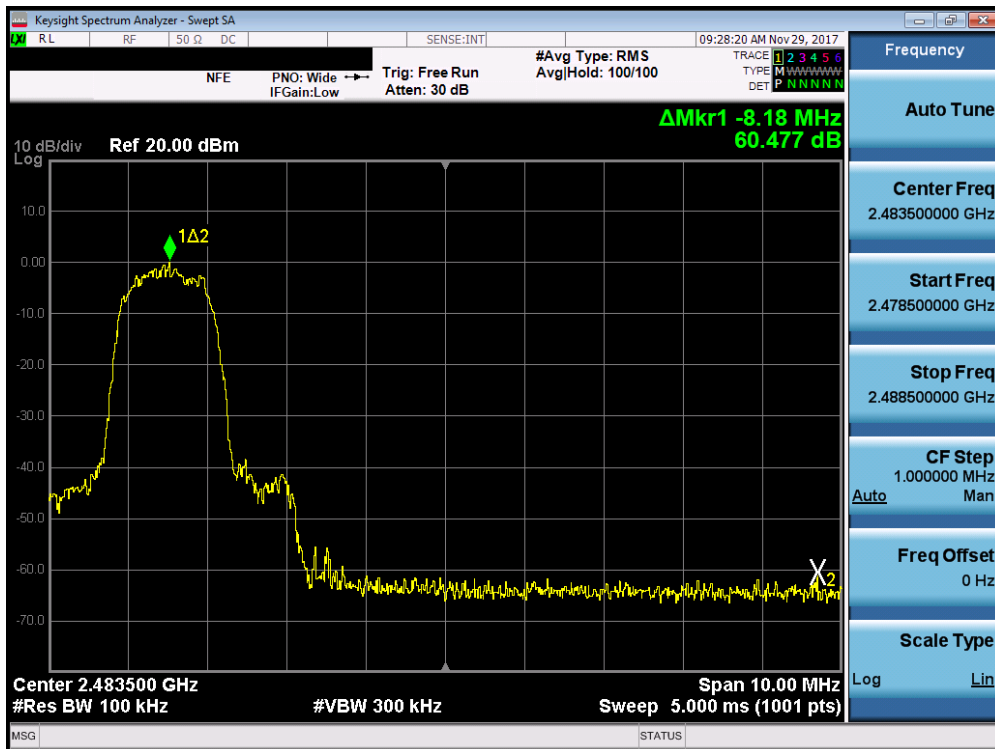 Keysight Spectrum Analyzer - Swept SA
LXI RL RF 50 Ω DC SENSE:INT 09:28:20 AM Nov 29, 2017
NFE PNO: Wide Trig: Free Run #Avg Type: RMS TRACE 1 2 3 4 5 6
IFGain:Low Atten: 30 dB Avg|Hold: 100/100 TYPE M WWWWW
DET P N N N N N
ΔMkr1 -8.18 MHz
60.477 dB
10 dB/div Ref 20.00 dBm
Log
10.0
1Δ2
0.00
-10.0
-20.0
-30.0
-40.0
-50.0
-60.0
X2
-70.0
Center 2.483500 GHz Span 10.00 MHz
#Res BW 100 kHz #VBW 300 kHz Sweep 5.000 ms (1001 pts)
MSG STATUS
Frequency
Auto Tune
Center Freq
2.483500000 GHz
Start Freq
2.478500000 GHz
Stop Freq
2.488500000 GHz
CF Step
1.000000 MHz
Auto Man
Freq Offset
0 Hz
Scale Type
Log Lin